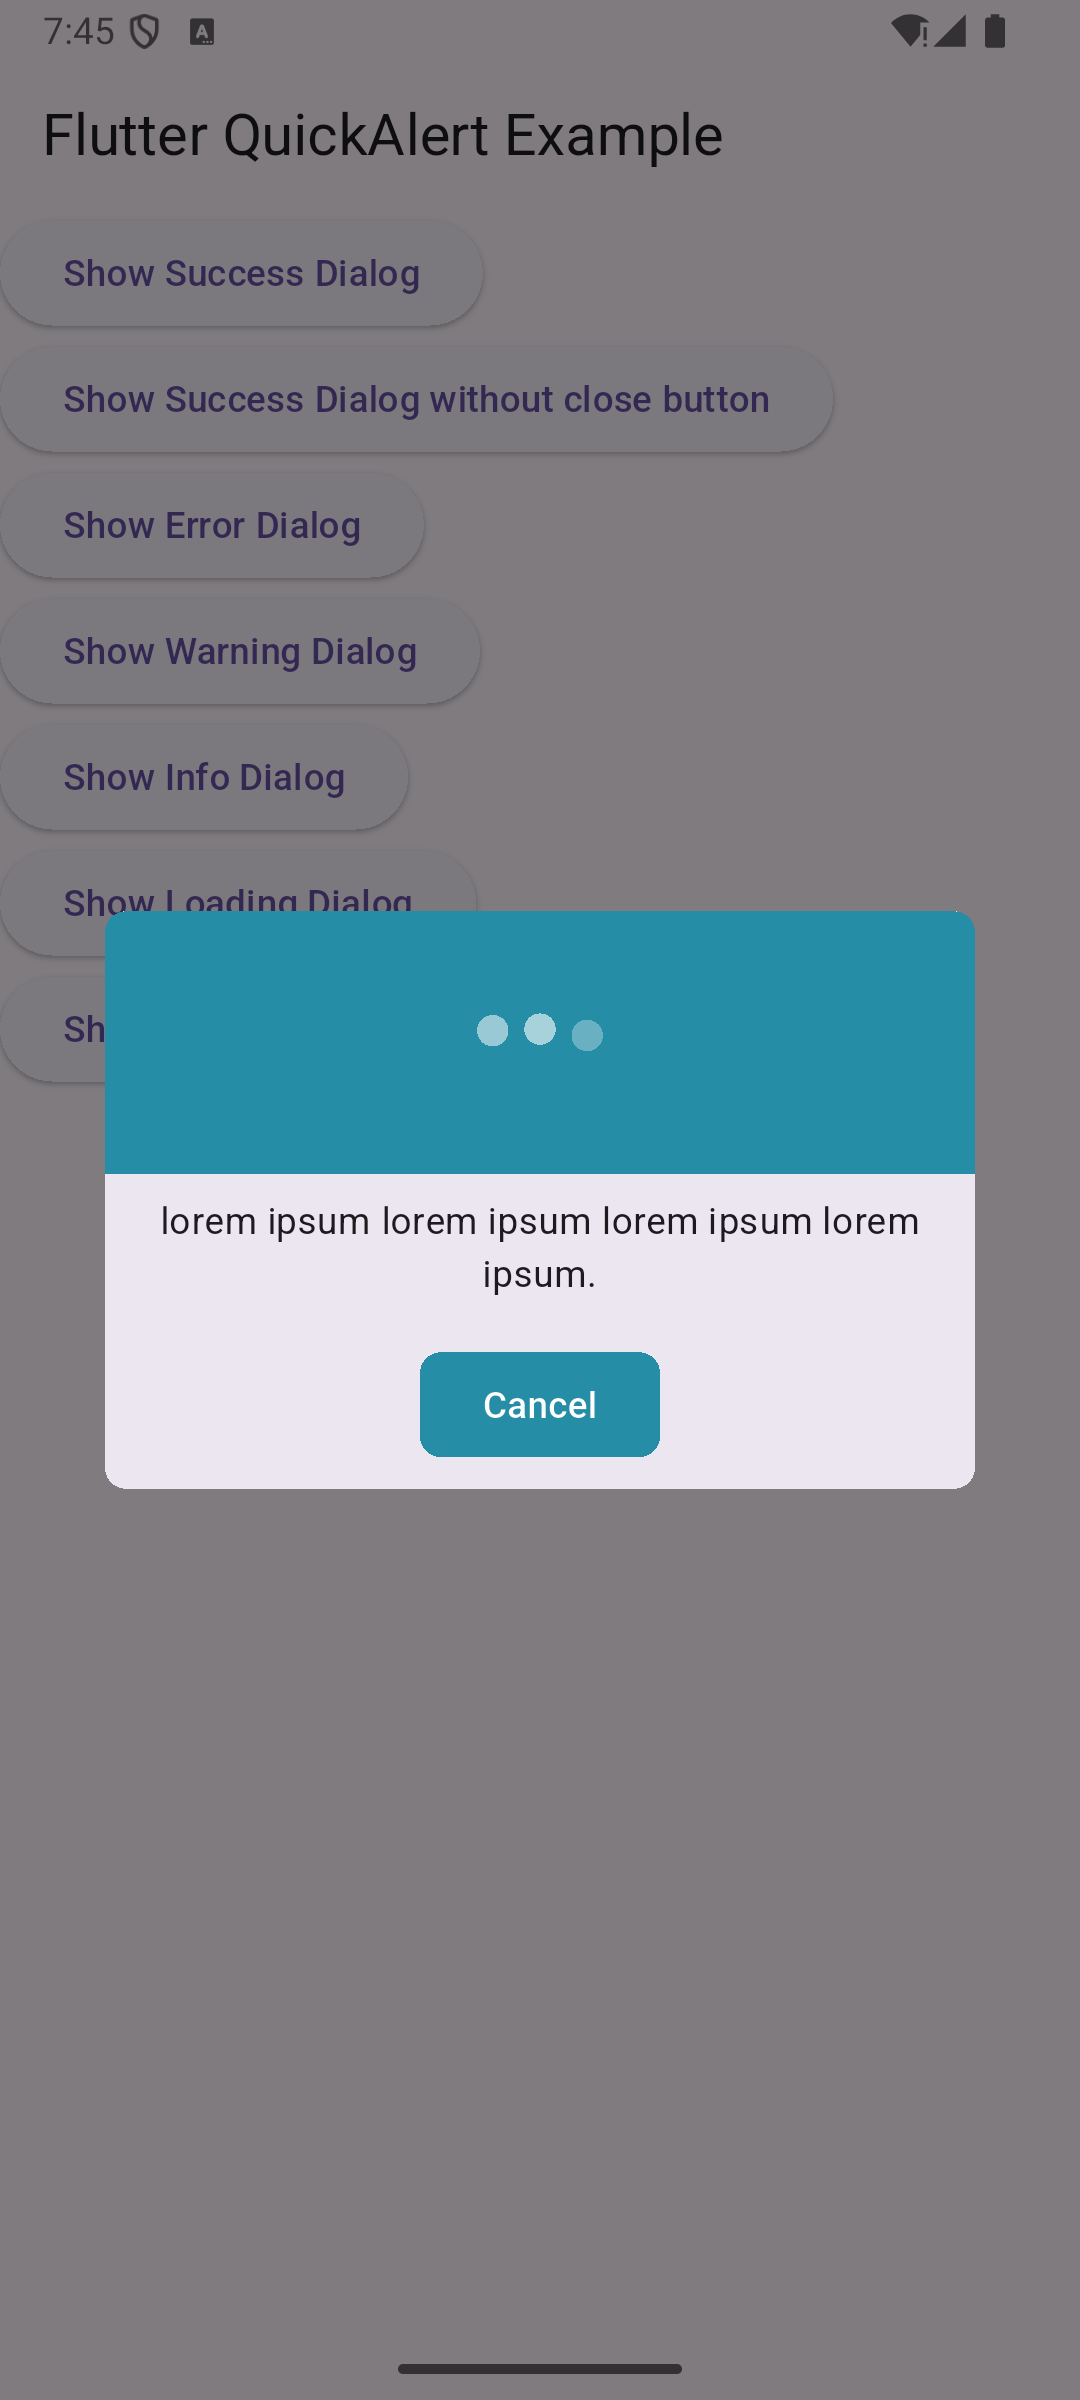 7:45
Flutter QuickAlert Example
Show Success Dialog
Show Success Dialog without close button
Show Error Dialog
Show Warning Dialog
Show Info Dialog
Show Loading Dialog
Sh
lorem ipsum lorem ipsum lorem ipsum lorem
ipsum.
Cancel